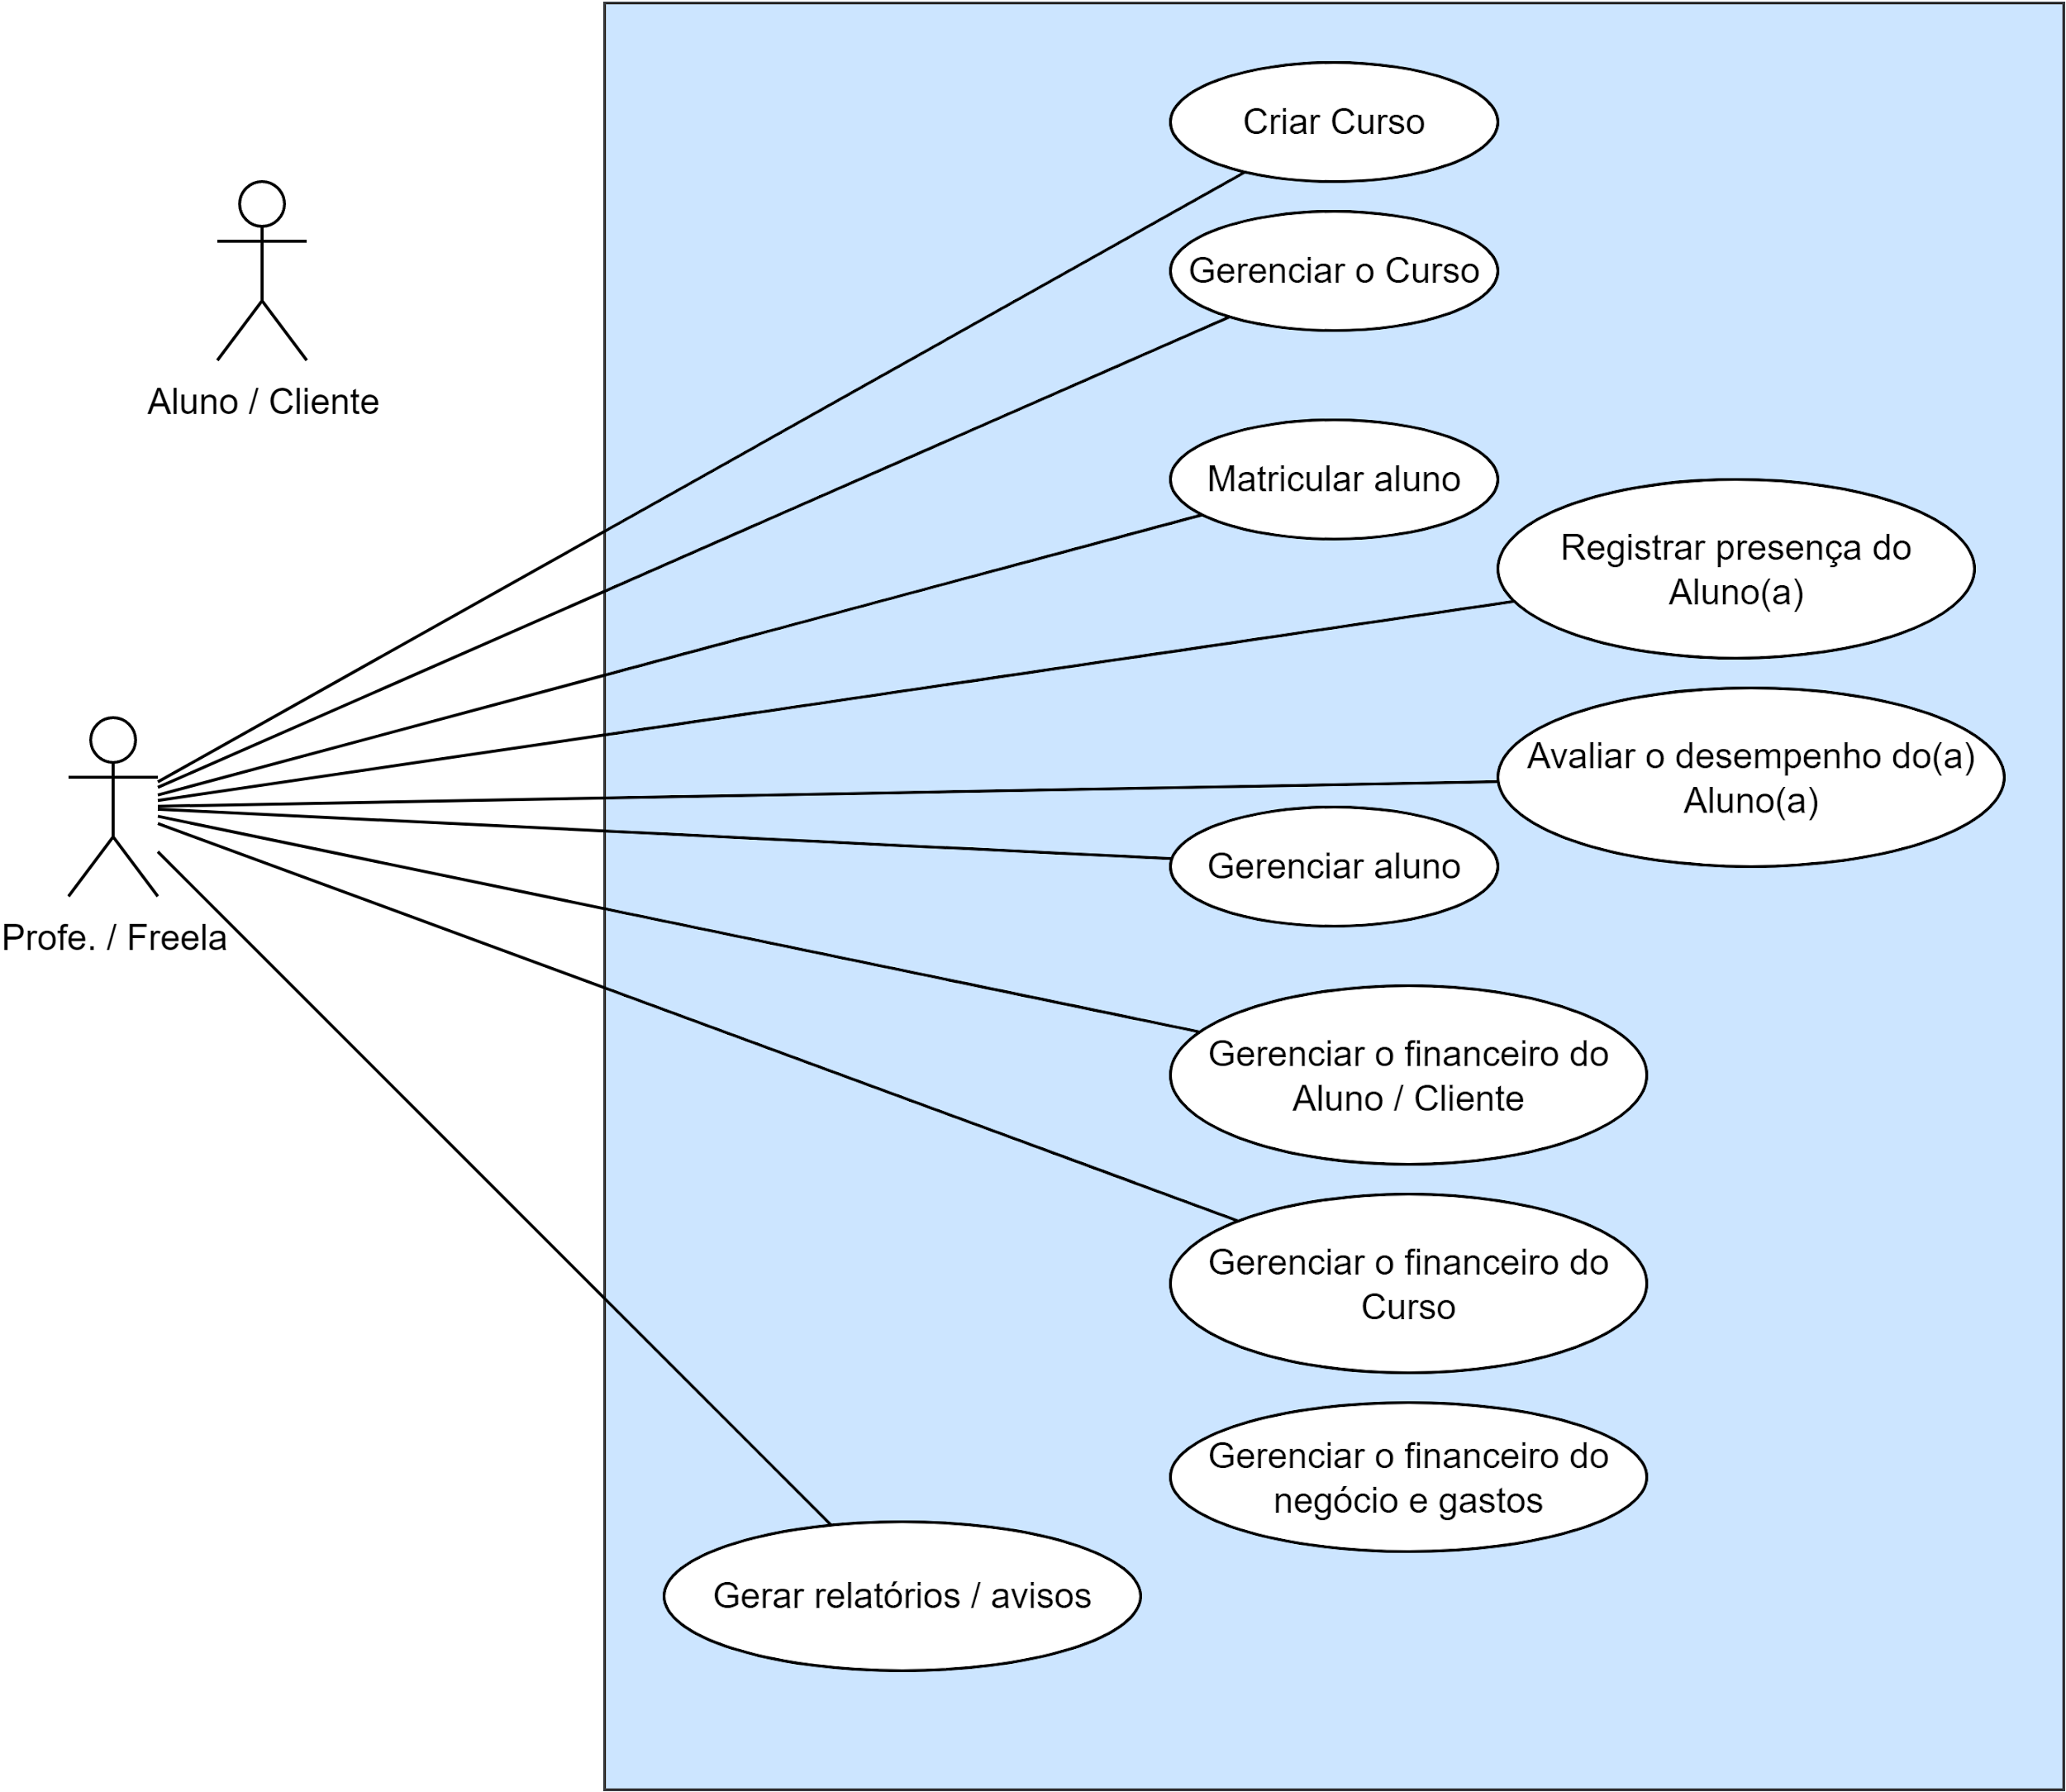 Criar Curso
Gerenciar o Curso
Aluno / Cliente
Matricular aluno
Registrar presença do
Aluno(a)
Avaliar o desempenho do(a)
Aluno(a)
Gerenciar aluno
Profe. / Freela
Gerenciar o financeiro do
Aluno / Cliente
Gerenciar o financeiro do
Curso
Gerenciar o financeiro do
negócio e gastos
Gerar relatórios / avisos